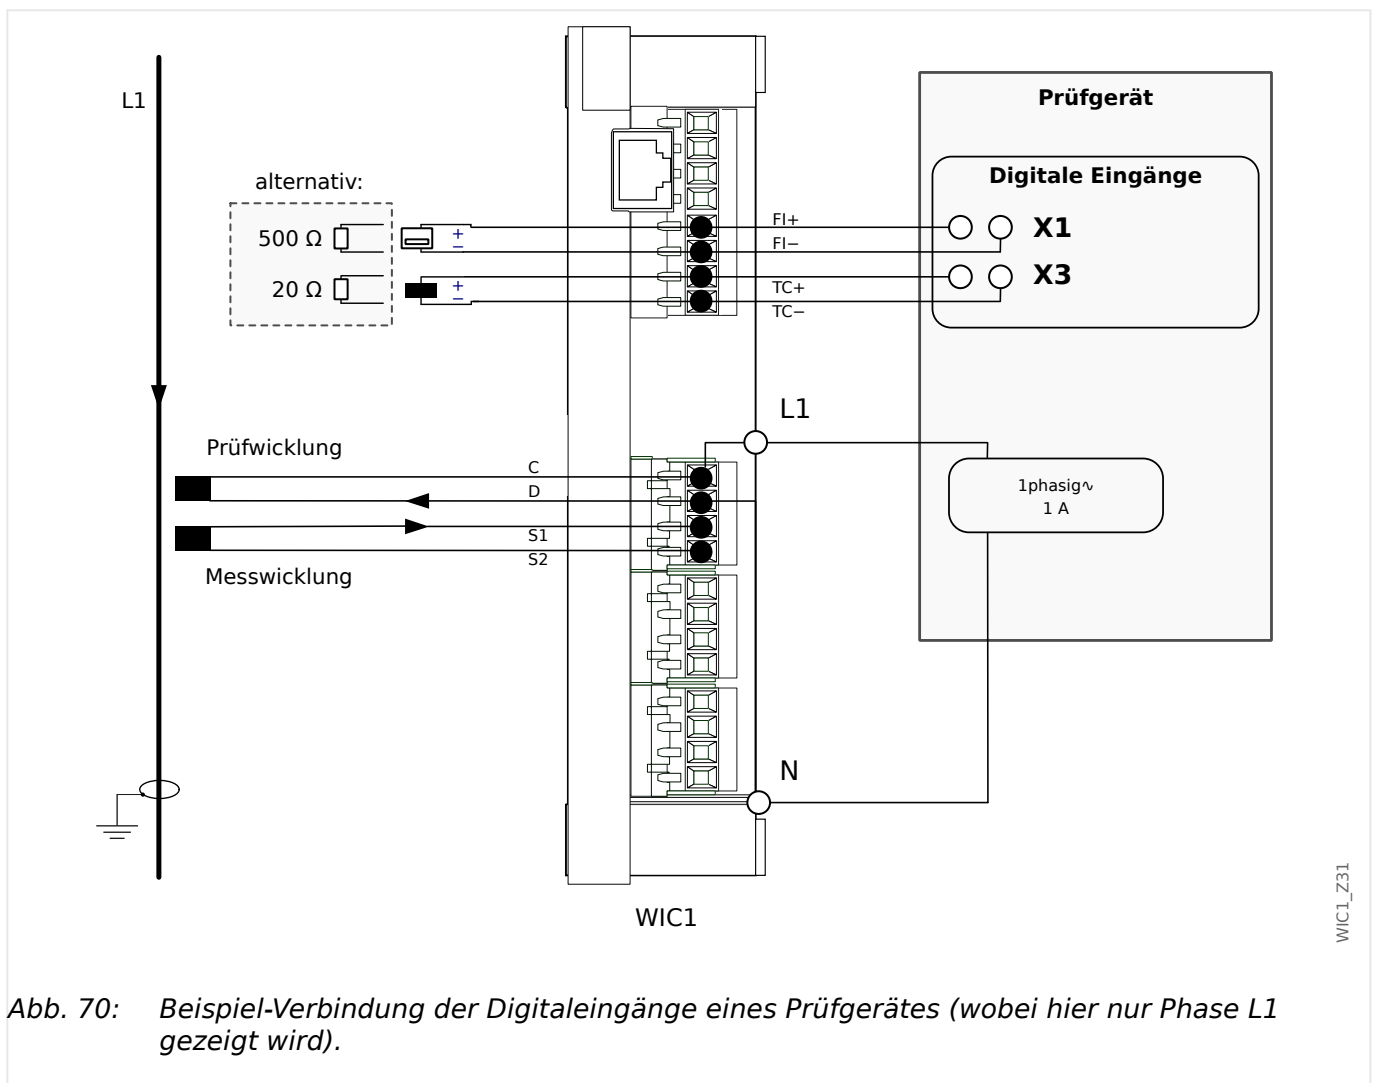 L1
Prüfgerät
Digitale Eingänge
alternativ:
500 Ω
+
−
FI+
FI−
X1
20 Ω
+
−
TC+
TC−
X3
L1
Prüfwicklung
C
D
1phasig∿
1 A
S1
S2
Messwicklung
N
WIC1
WIC1_Z31
Abb. 70: Beispiel-Verbindung der Digitaleingänge eines Prüfgerätes (wobei hier nur Phase L1
gezeigt wird).